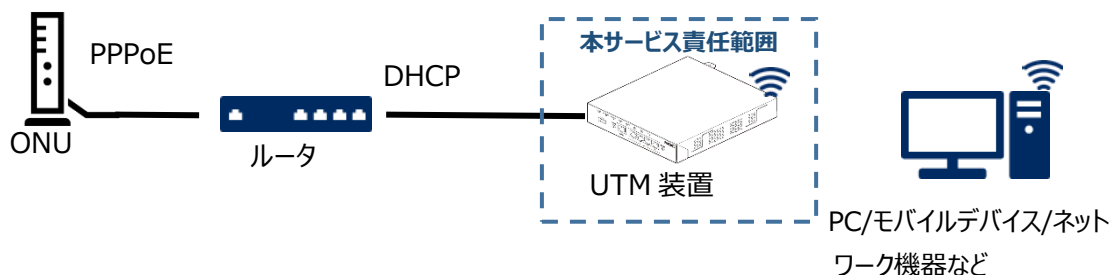 本サービス責任範囲
PPPoE
DHCP
ONU
ルータ
UTM 装置
PC/モバイルデバイス/ネット
ワーク機器など